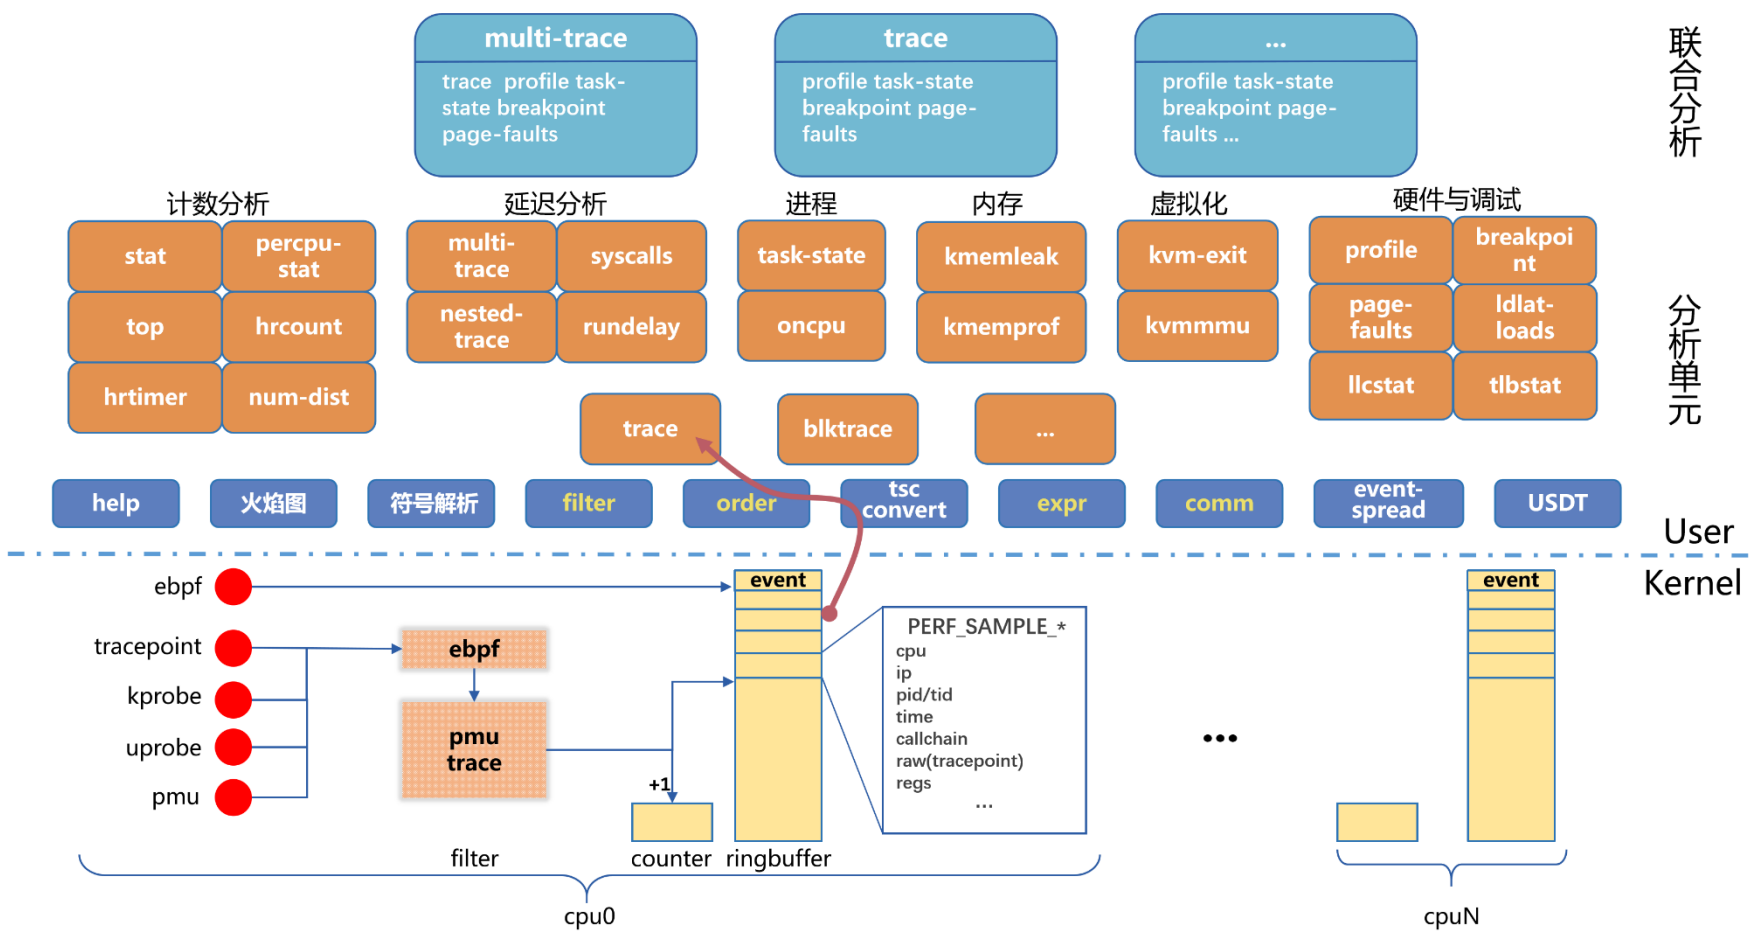 multi-trace
trace profile task-
state breakpoint
page-faults
trace
profile task-state
breakpoint page-
faults
...
profile task-state
breakpoint page-
faults ...
联合分析
计数分析
stat
percpu-
stat
top
hrcount
hrtimer
num-dist
延迟分析
multi-
trace
syscalls
nested-
trace
rundelay
进程
task-state
oncpu
内存
kmemleak
kmemprof
虚拟化
kvm-exit
kvmmmu
硬件与调试
profile
breakpoi
nt
page-
faults
ldlat-
loads
llcstat
tlbstat
分析单元
trace
blktrace
...
help
火焰图
符号解析
filter
order
tsc
convert
expr
comm
event-
spread
USDT
User
Kernel
ebpf
tracepoint
kprobe
uprobe
pmu
ebpf
pmu
trace
+1
event
PERF_SAMPLE_*
cpu
ip
pid/tid
time
callchain
raw(tracepoint)
regs
...
...
event
filter
counter
ringbuffer
cpu0
cpuN